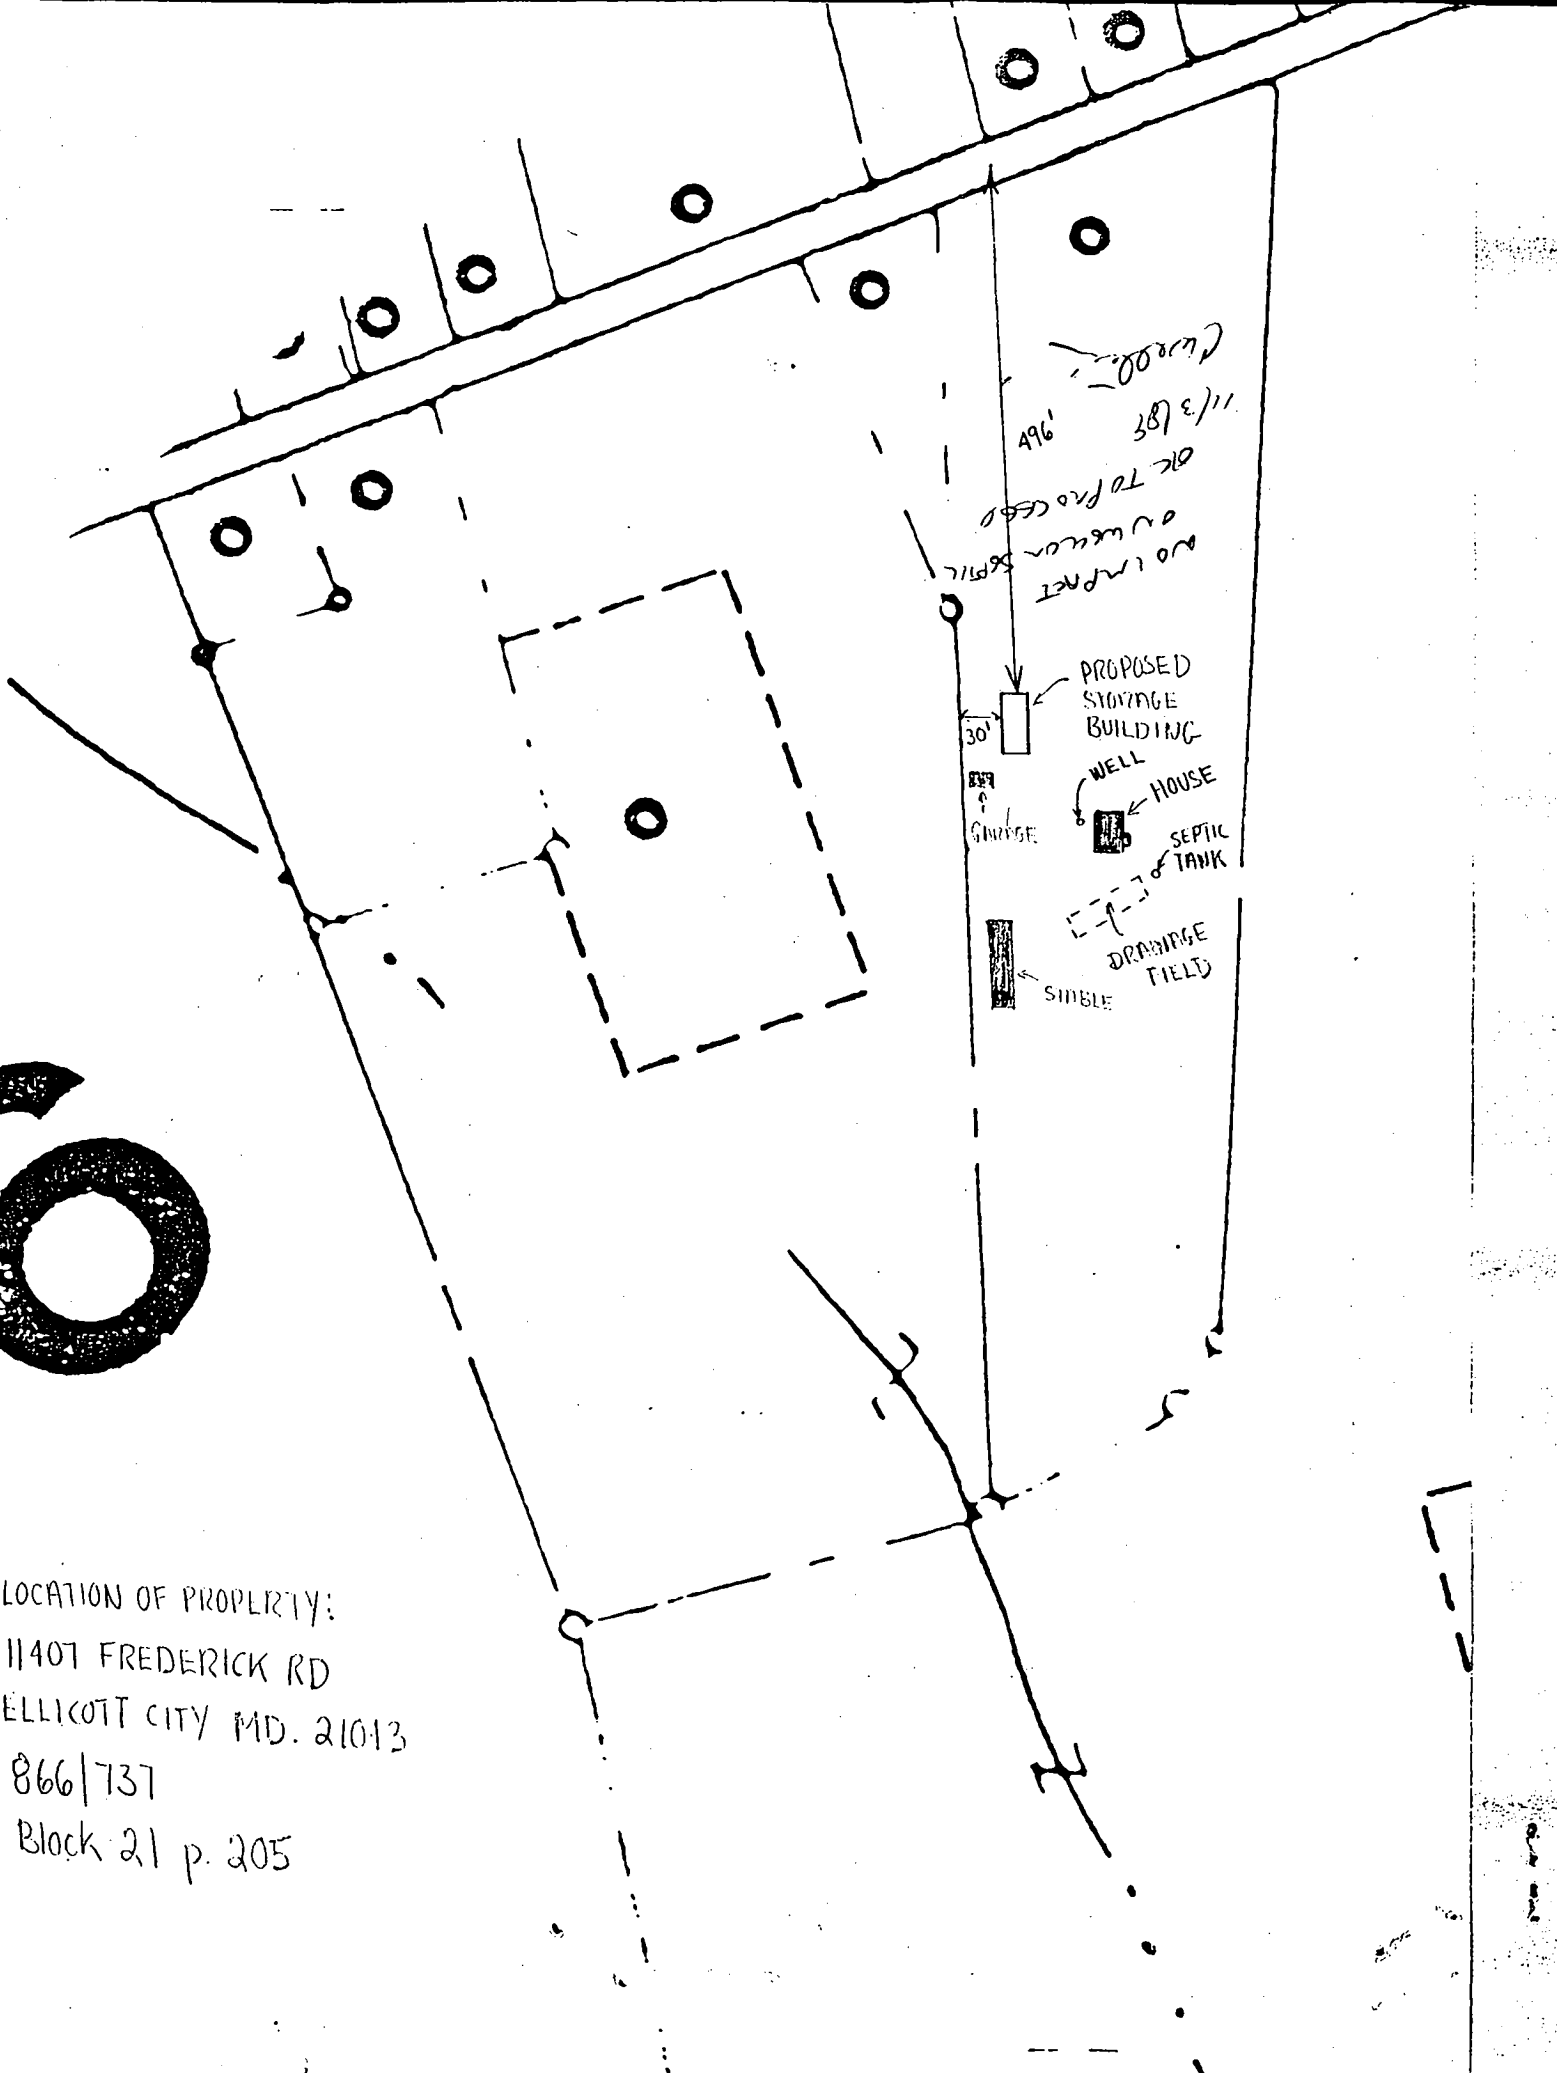 496'
NO IMPACT
ON WELL OR SEPTIC
OK TO PROCEED
11/3/83
PROPOSED
STORAGE
BUILDING
30'
WELL
HOUSE
GARAGE
SEPTIC
TANK
DRAINAGE
FIELD
STABLE
LOCATION OF PROPERTY:
11407 FREDERICK RD
ELLICOTT CITY MD. 21043
866/737
Block 21 p. 205